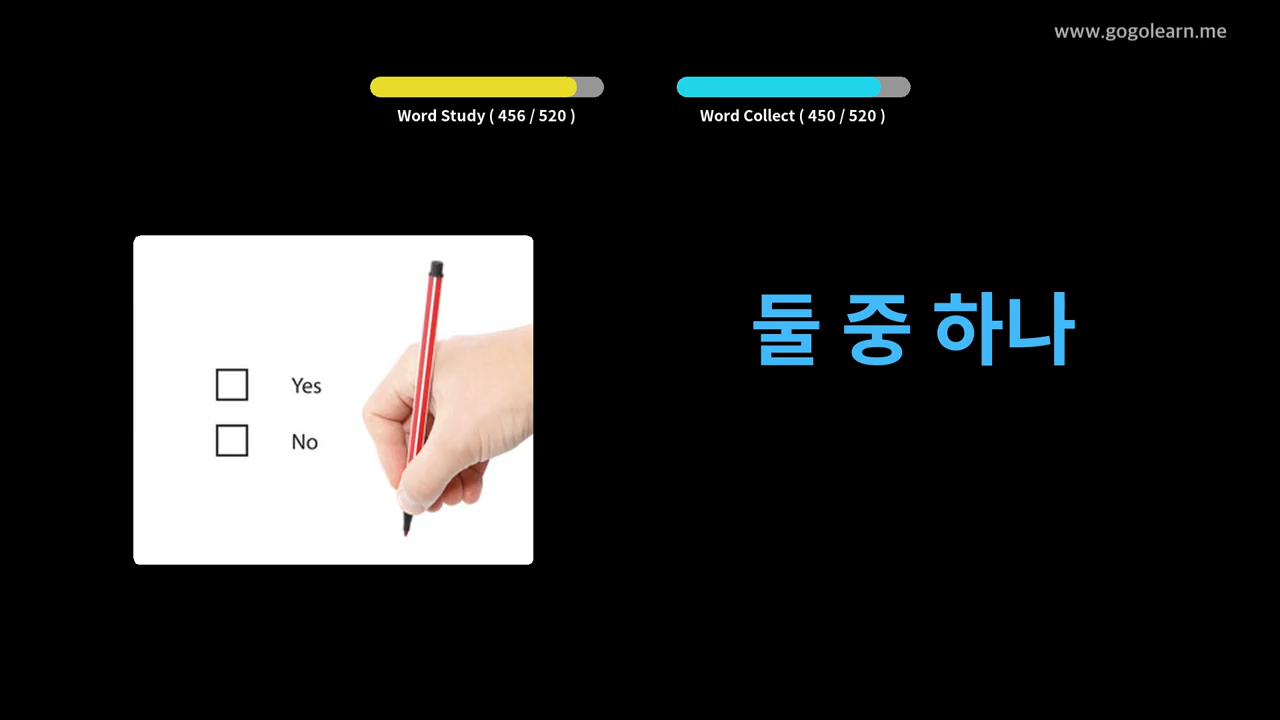 www.gogolearn.me
Word Study ( 456 / 520 )
Word Collect ( 450 / 520 )
둘 중 하나
Yes
No